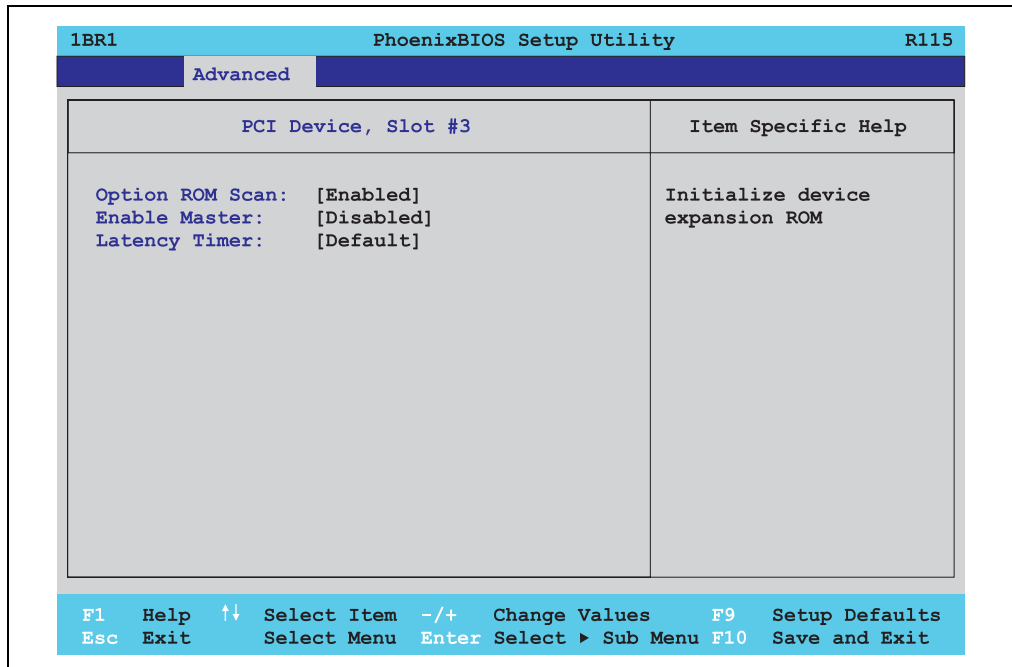 1BR1 PhoenixBIOS Setup Utility R115
Advanced
PCI Device, Slot #3 Item Specific Help
Option ROM Scan: [Enabled] Initialize device
Enable Master: [Disabled] expansion ROM
Latency Timer: [Default]
F1 Help ↑↓ Select Item -/+ Change Values F9 Setup Defaults
Esc Exit Select Menu Enter Select ▶ Sub Menu F10 Save and Exit